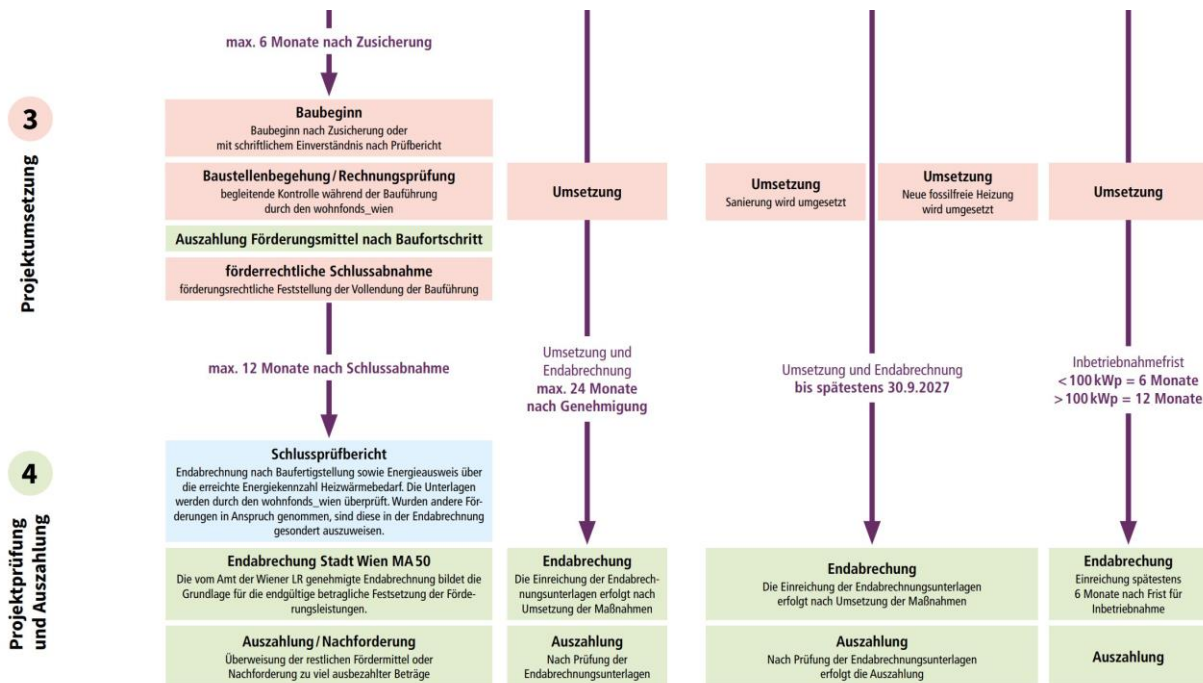 max. 6 Monate nach Zusicherung
3
Projektumsetzung
Baubeginn
Baubeginn nach Zusicherung oder
mit schriftlichem Einverständnis nach Prüfbericht
Baustellenbegehung/Rechnungsprüfung
begleitende Kontrolle während der Bauführung
durch den wohnfonds_wien
Auszahlung Förderungsmittel nach Baufortschritt
förderrechtliche Schlussabnahme
förderungsrechtliche Feststellung der Vollendung der Bauführung
Umsetzung
Umsetzung
Sanierung wird umgesetzt
Umsetzung
Neue fossilfreie Heizung
wird umgesetzt
Umsetzung
max. 12 Monate nach Schlussabnahme
Umsetzung und
Endabrechnung
max. 24 Monate
nach Genehmigung
Umsetzung und Endabrechnung
bis spätestens 30.9.2027
Inbetriebnahmefrist
<100 kWp = 6 Monate
>100 kWp = 12 Monate
4
Projektprüfung
und Auszahlung
Schlussprüfbericht
Endabrechnung nach Baufertigstellung sowie Energieausweis über
die erreichte Energiekennzahl Heizwärmebedarf. Die Unterlagen
werden durch den wohnfonds_wien überprüft. Wurden andere För-
derungen in Anspruch genommen, sind diese in der Endabrechnung
gesondert auszuweisen.
Endabrechung Stadt Wien MA 50
Die vom Amt der Wiener LR genehmigte Endabrechnung bildet die
Grundlage für die endgültige betragliche Festsetzung der Förde-
rungsleistungen.
Auszahlung/Nachforderung
Überweisung der restlichen Fördermittel oder
Nachforderung zu viel ausbezahlter Beträge
Endabrechung
Die Einreichung der Endabrech-
nungsunterlagen erfolgt nach
Umsetzung der Maßnahmen
Auszahlung
Nach Prüfung der
Endabrechnungsunterlagen
Endabrechung
Die Einreichung der Endabrechnungsunterlagen
erfolgt nach Umsetzung der Maßnahmen
Auszahlung
Nach Prüfung der Endabrechnungsunterlagen
erfolgt die Auszahlung
Endabrechung
Einreichung spätestens
6 Monate nach Frist für
Inbetriebnahme
Auszahlung